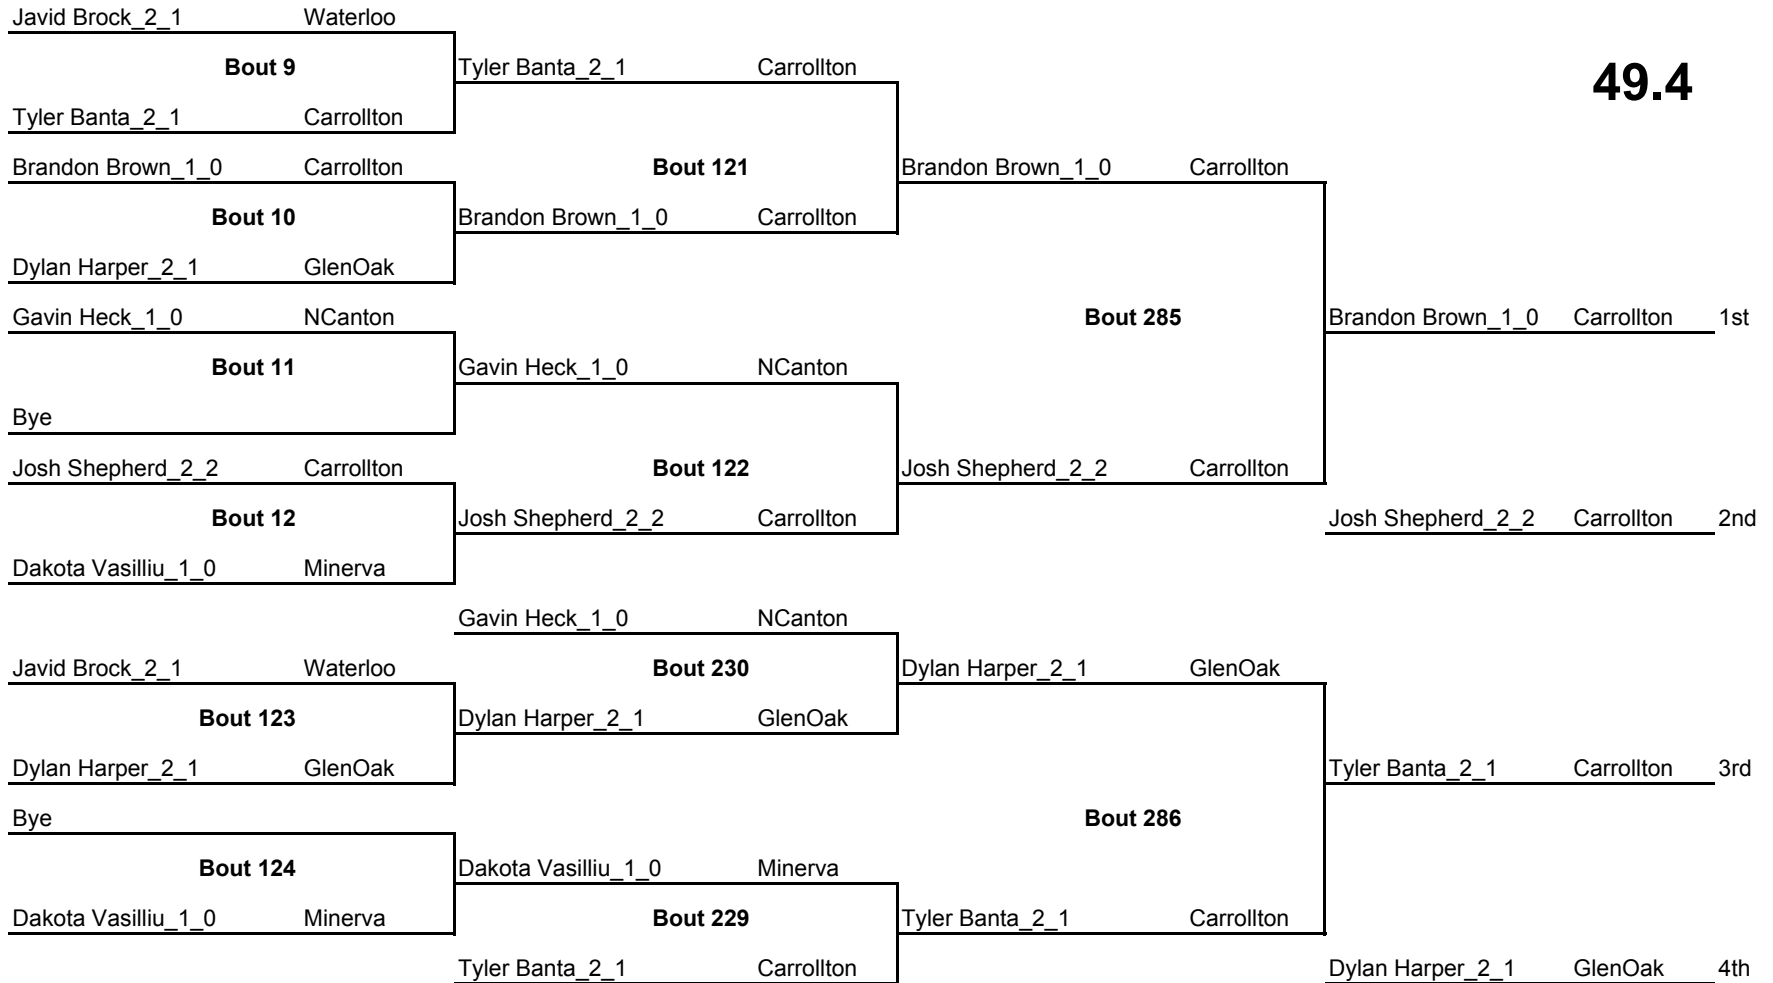 Javid Brock_2_1 Waterloo
Bout 9 Tyler Banta_2_1 Carrollton
49.4
Tyler Banta_2_1 Carrollton
Brandon Brown_1_0 Carrollton Bout 121 Brandon Brown_1_0 Carrollton
Bout 10 Brandon Brown_1_0 Carrollton
Dylan Harper_2_1 GlenOak
Gavin Heck_1_0 NCanton Bout 285 Brandon Brown_1_0 Carrollton 1st
Bout 11 Gavin Heck_1_0 NCanton
Bye
Josh Shepherd_2_2 Carrollton Bout 122 Josh Shepherd_2_2 Carrollton
Bout 12 Josh Shepherd_2_2 Carrollton Josh Shepherd_2_2 Carrollton 2nd
Dakota Vasilliu_1_0 Minerva
Gavin Heck_1_0 NCanton
Javid Brock_2_1 Waterloo Bout 230 Dylan Harper_2_1 GlenOak
Bout 123 Dylan Harper_2_1 GlenOak
Dylan Harper_2_1 GlenOak Tyler Banta_2_1 Carrollton 3rd
Bye Bout 286
Bout 124 Dakota Vasilliu_1_0 Minerva
Dakota Vasilliu_1_0 Minerva Bout 229 Tyler Banta_2_1 Carrollton
Tyler Banta_2_1 Carrollton Dylan Harper_2_1 GlenOak 4th